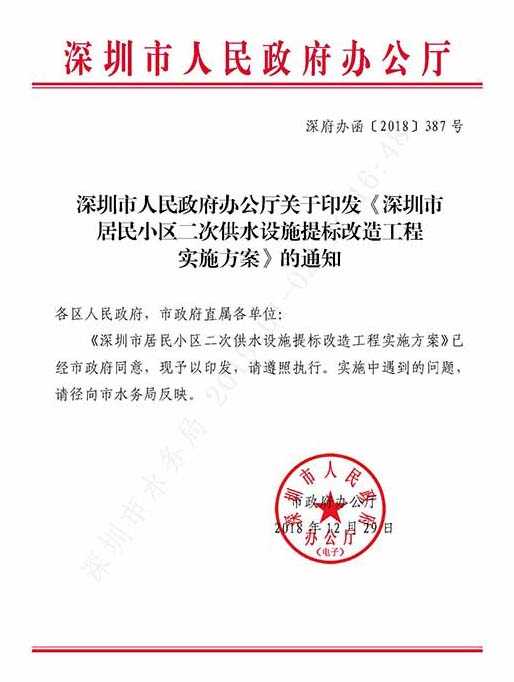 深圳市人民政府办公厅
深府办函〔2018〕387号
深圳市人民政府办公厅关于印发《深圳市
居民小区二次供水设施提标改造工程
实施方案》的通知
各区人民政府，市政府直属各单位：
《深圳市居民小区二次供水设施提标改造工程实施方案》已
经市政府同意，现予以印发，请遵照执行。实施中遇到的问题，
请径向市水务局反映。
深圳市人民政府
市政府办公厅
2018年12月29日
办公厅
（电子）
深圳市水务局 2019-01-0
16:48